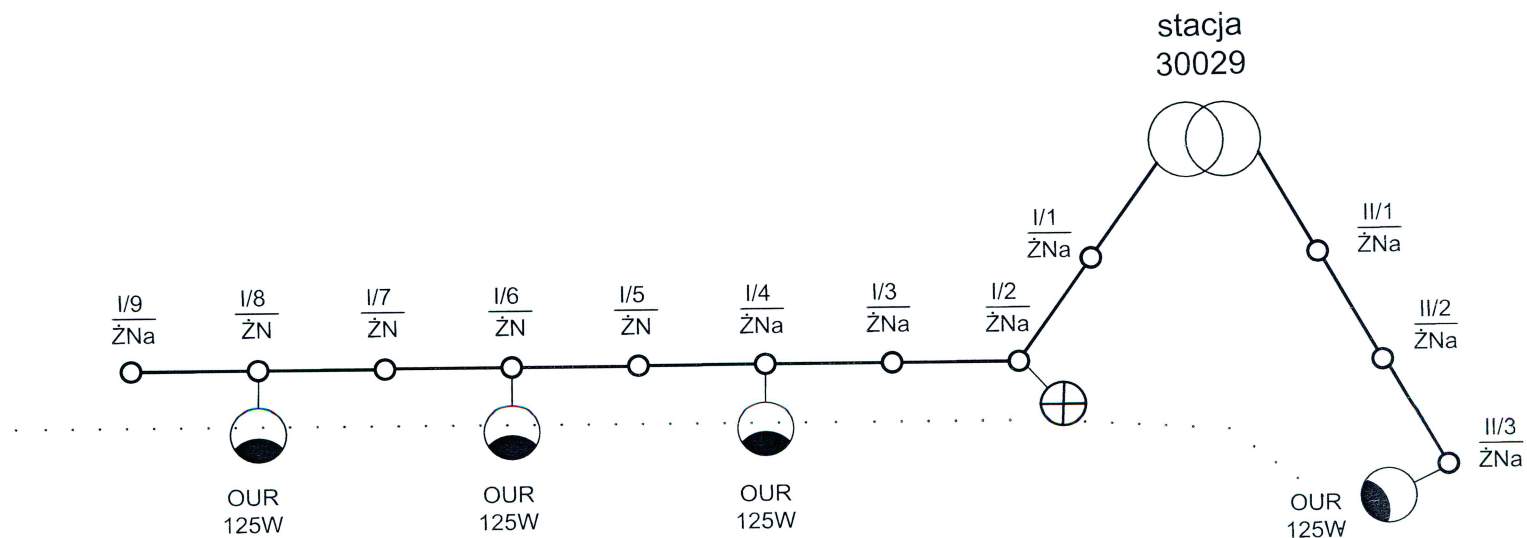 stacja
30029
I/1
ŻNa
II/1
ŻNa
I/9
ŻNa
I/8
ŻN
I/7
ŻN
I/6
ŻN
I/5
ŻN
I/4
ŻNa
I/3
ŻNa
I/2
ŻNa
II/2
ŻNa
II/3
ŻNa
OUR
125W
OUR
125W
OUR
125W
OUR
125W